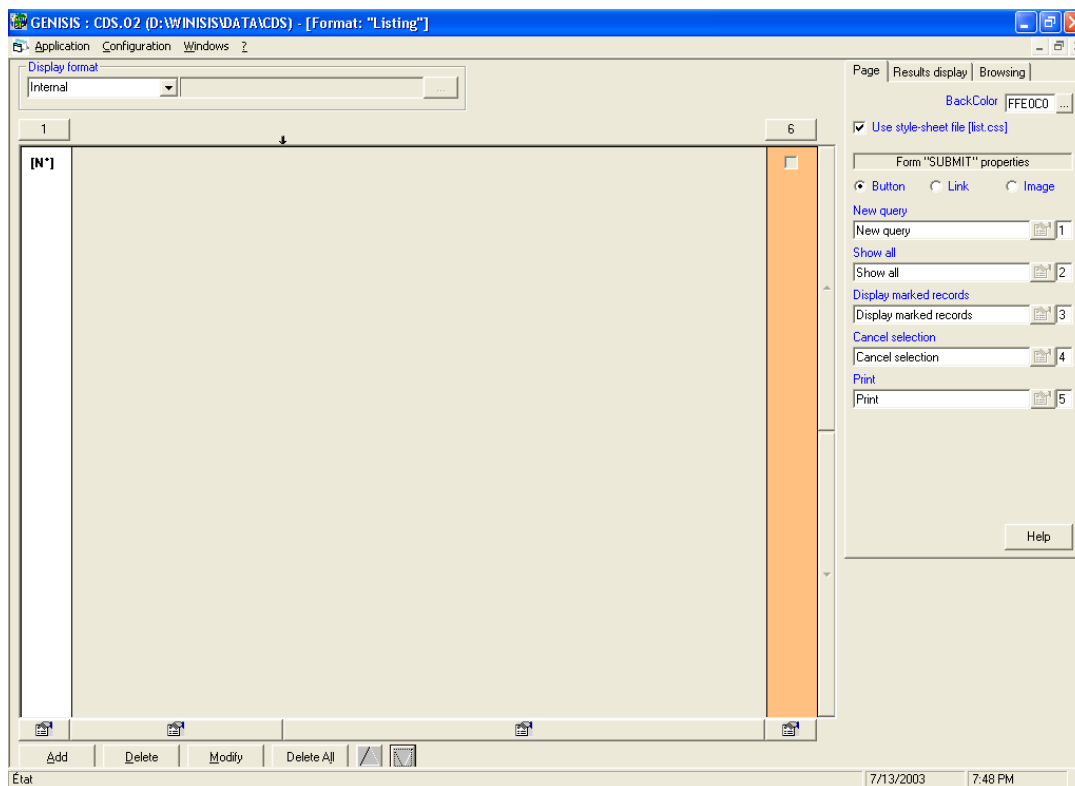 GENISIS : CDS.02 (D:\WINISIS\DATA\CDS) - [Format: "Listing"]
Application Configuration Windows ?
Display format
Internal
...
1
6
[N°]
Page Results display Browsing
BackColor FFE0C0 ...
Use style-sheet file [list.css]
Form "SUBMIT" properties
Button Link Image
New query
New query 1
Show all
Show all 2
Display marked records
Display marked records 3
Cancel selection
Cancel selection 4
Print
Print 5
Help
Add Delete Modify Delete All
État 7/13/2003 7:48 PM